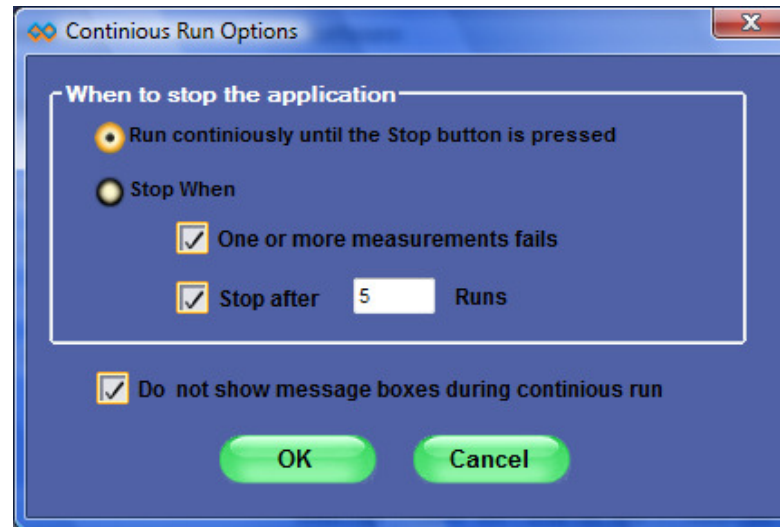 Continious Run Options
When to stop the application
Run continiously until the Stop button is pressed
Stop When
One or more measurements fails
Stop after 5 Runs
Do not show message boxes during continious run
OK Cancel